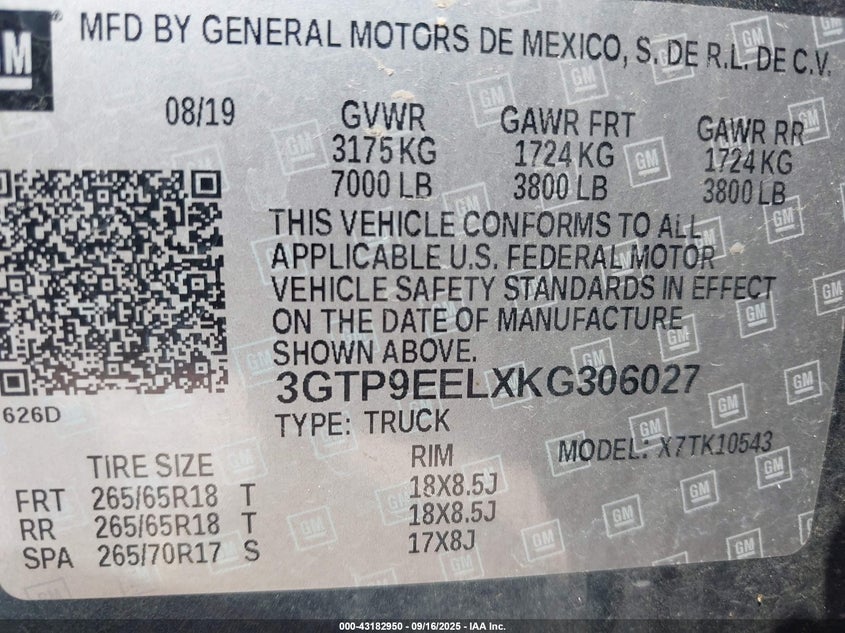 GM
MFD BY GENERAL MOTORS DE MEXICO, S. DE R.L. DE C.V.
08/19 GVWR GAWR FRT GAWR RR
3175 KG 1724 KG 1724 KG
7000 LB 3800 LB 3800 LB
THIS VEHICLE CONFORMS TO ALL
APPLICABLE U.S. FEDERAL MOTOR
VEHICLE SAFETY STANDARDS IN EFFECT
ON THE DATE OF MANUFACTURE
SHOWN ABOVE.
3GTP9EELXKG306027
626D
TYPE: TRUCK
MODEL: X7TK10543
TIRE SIZE RIM
FRT 265/65R18 T 18X8.5J
RR 265/65R18 T 18X8.5J
SPA 265/70R17 S 17X8J
000-43182950 - 09/16/2025 - IAA Inc.